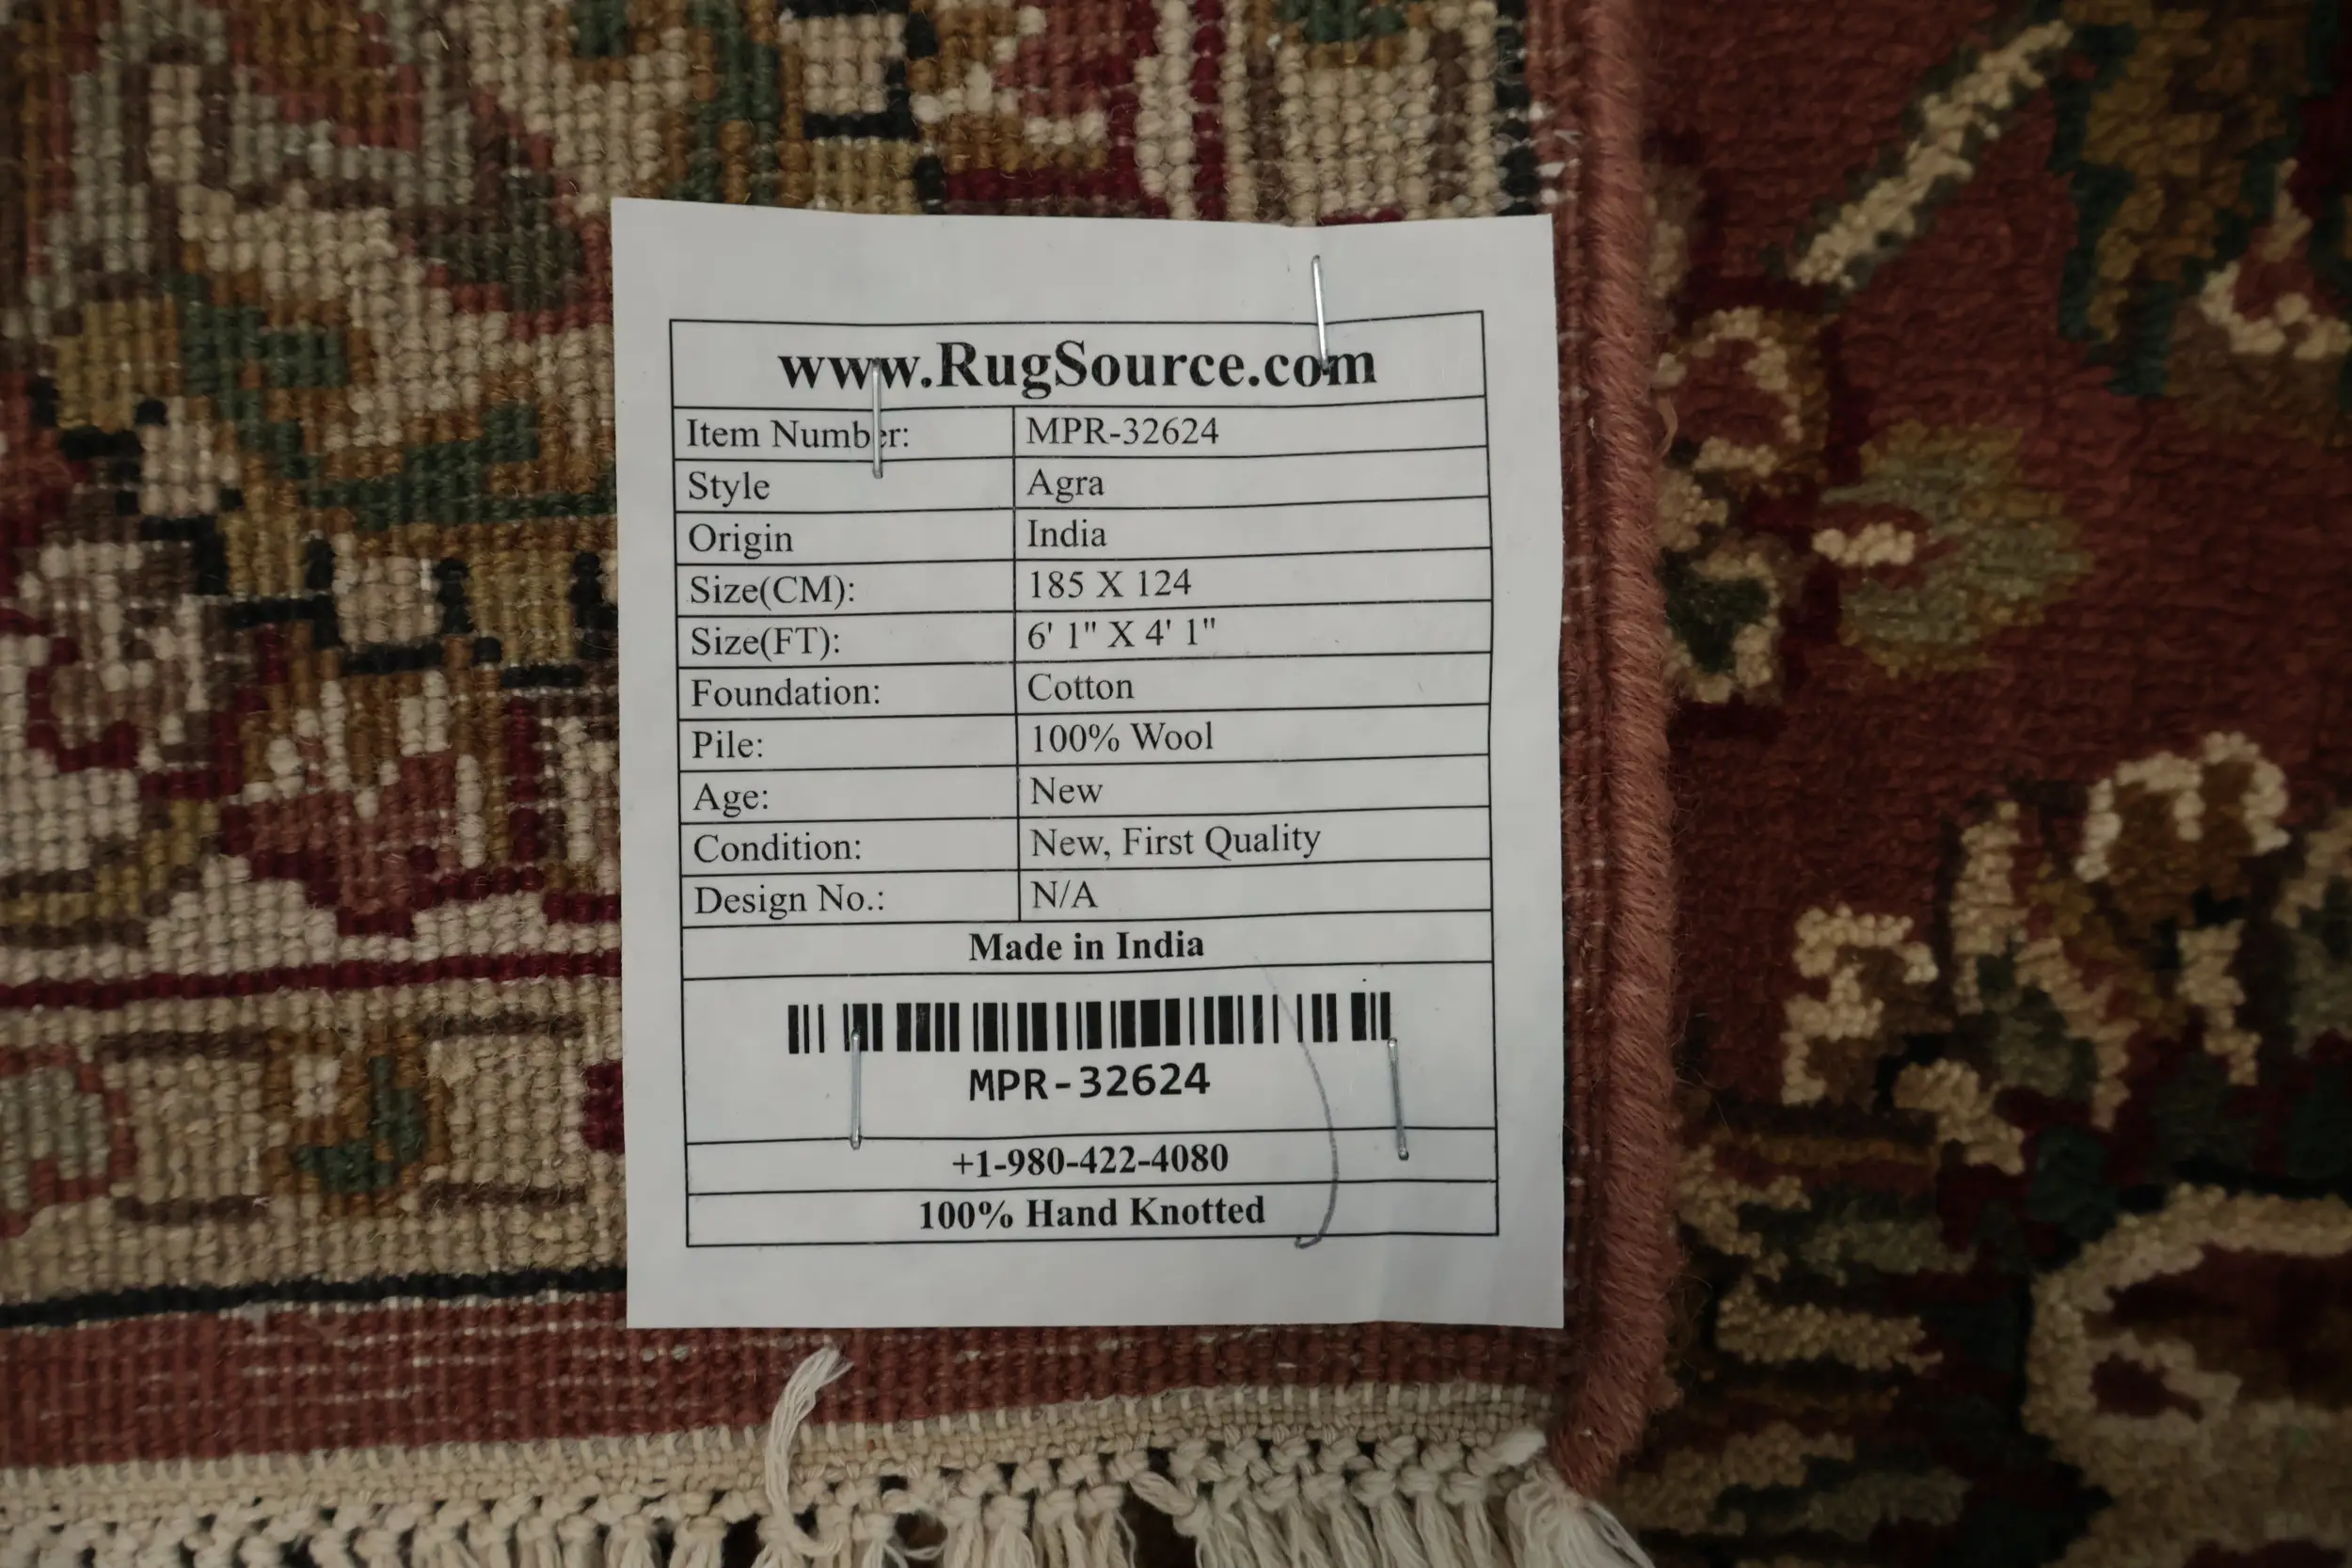 www.RugSource.com
Item Number: MPR-32624
Style Agra
Origin India
Size(CM): 185 X 124
Size(FT): 6' 1" X 4' 1"
Foundation: Cotton
Pile: 100% Wool
Age: New
Condition: New, First Quality
Design No.: N/A
Made in India
MPR-32624
+1-980-422-4080
100% Hand Knotted